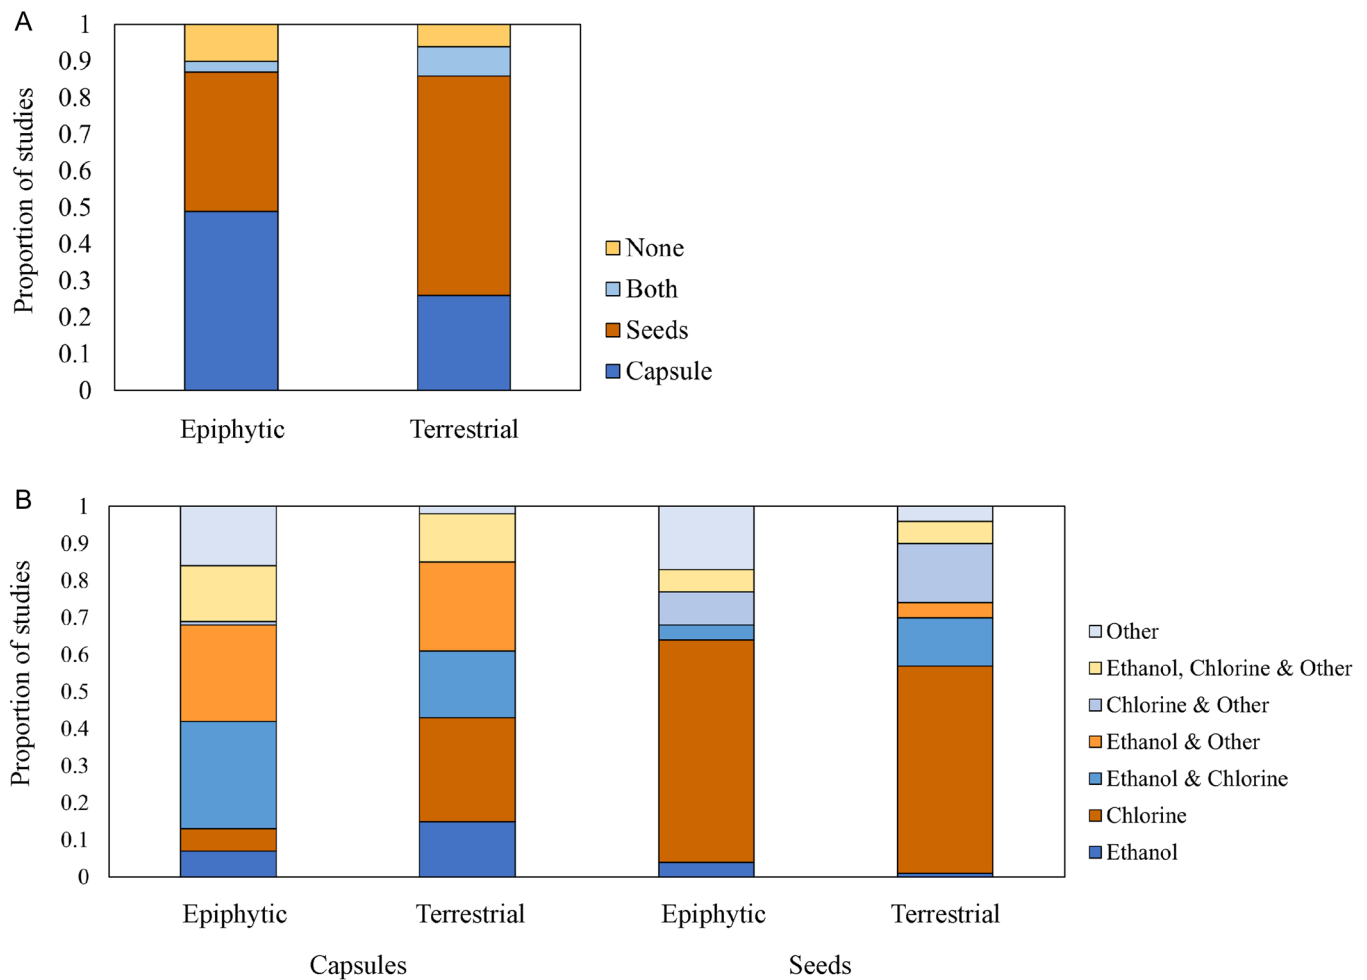 A
Proportion of studies
1
0.9
0.8
0.7
0.6
0.5
0.4
0.3
0.2
0.1
0
Epiphytic
Terrestrial
None
Both
Seeds
Capsule
B
Proportion of studies
1
0.9
0.8
0.7
0.6
0.5
0.4
0.3
0.2
0.1
0
Epiphytic
Terrestrial
Epiphytic
Terrestrial
Capsules
Seeds
Other
Ethanol, Chlorine & Other
Chlorine & Other
Ethanol & Other
Ethanol & Chlorine
Chlorine
Ethanol